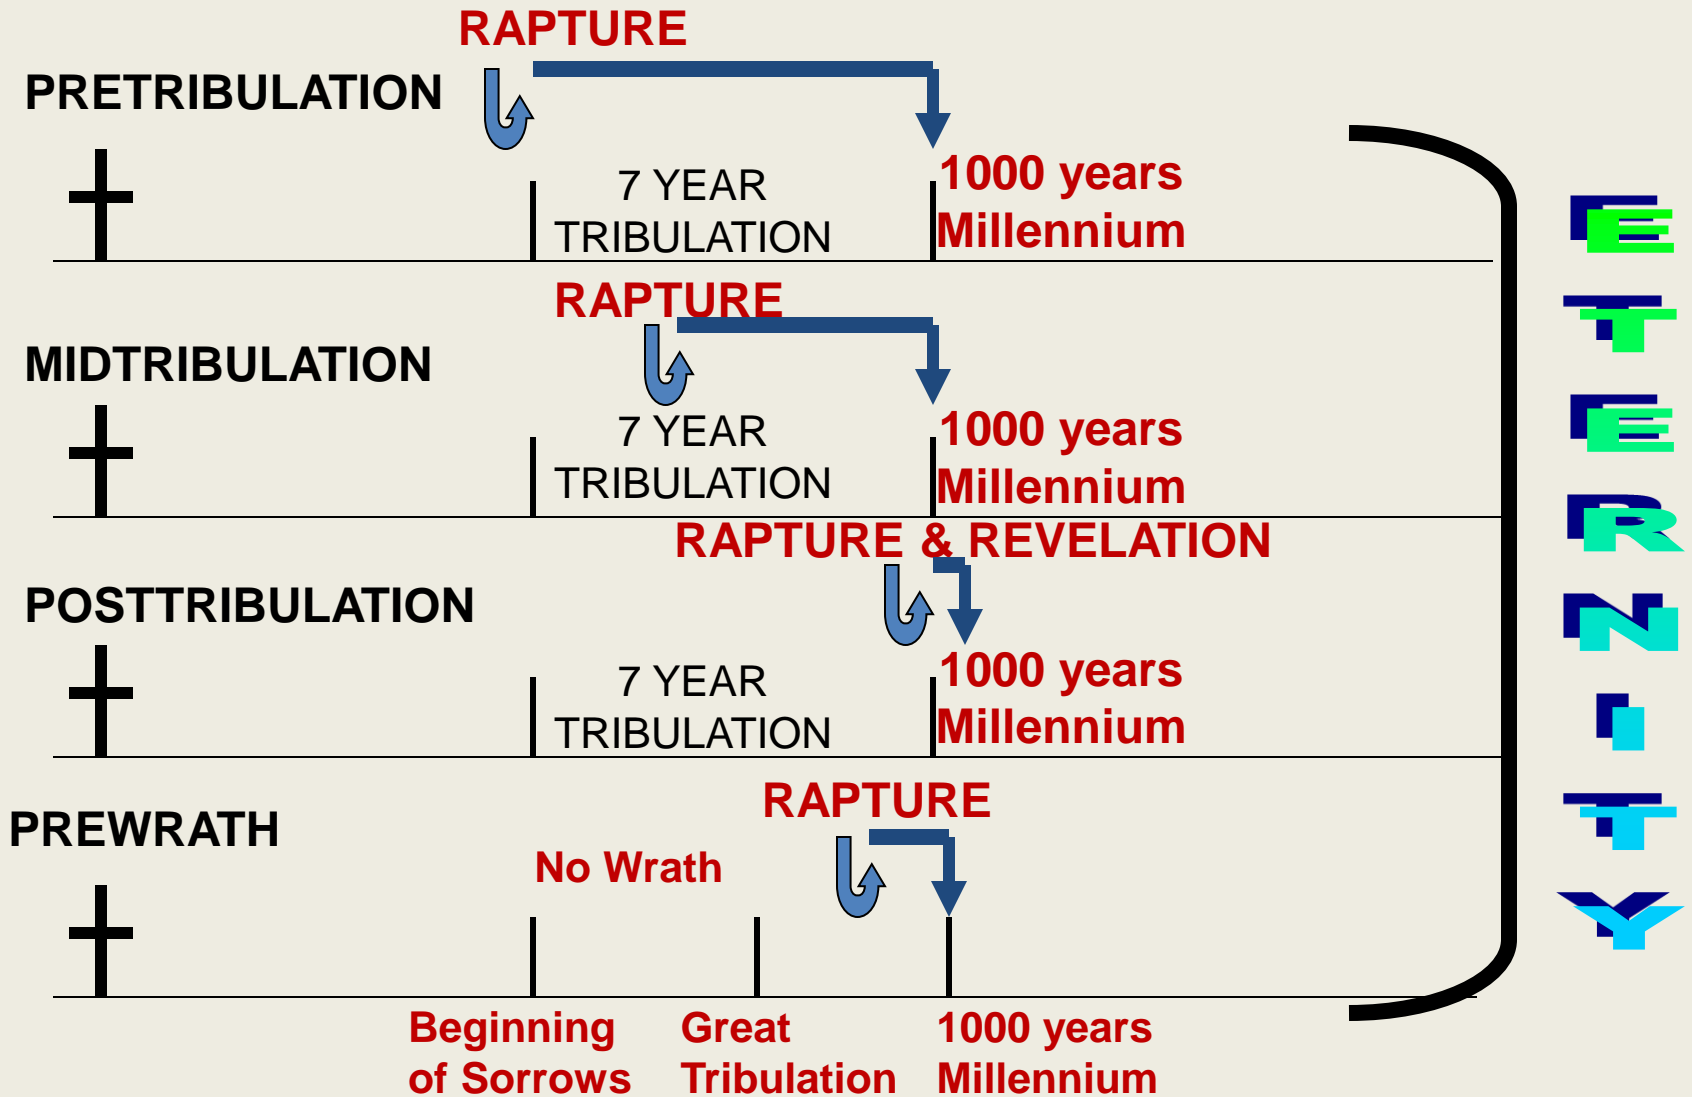 RAPTURE
PRETRIBULATION
7 YEAR
TRIBULATION
1000 years
Millennium
RAPTURE
MIDTRIBULATION
7 YEAR
TRIBULATION
1000 years
Millennium
RAPTURE & REVELATION
POSTTRIBULATION
7 YEAR
TRIBULATION
1000 years
Millennium
RAPTURE
PREWRATH
No Wrath
Beginning
of Sorrows
Great
Tribulation
1000 years
Millennium
ETERNITY